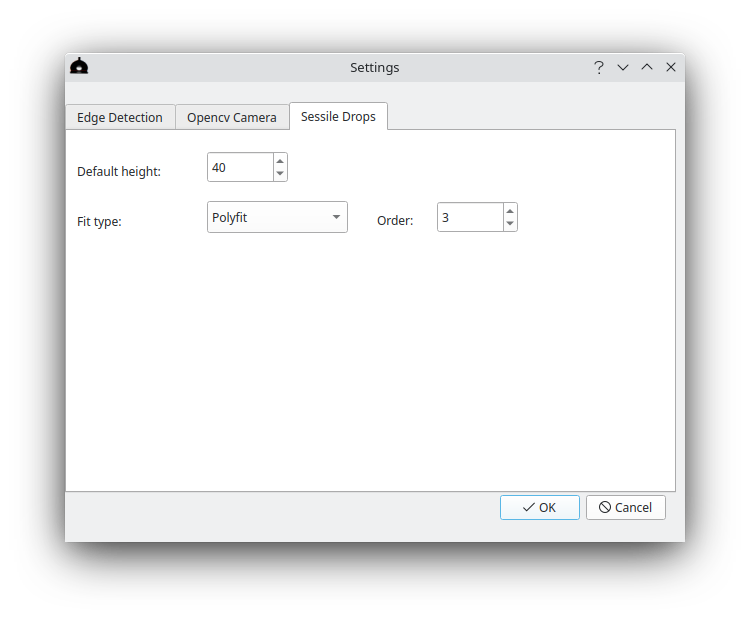 Settings
Edge Detection
Opencv Camera
Sessile Drops
Default height:
40
Fit type:
Polyfit
Order:
3
OK
Cancel